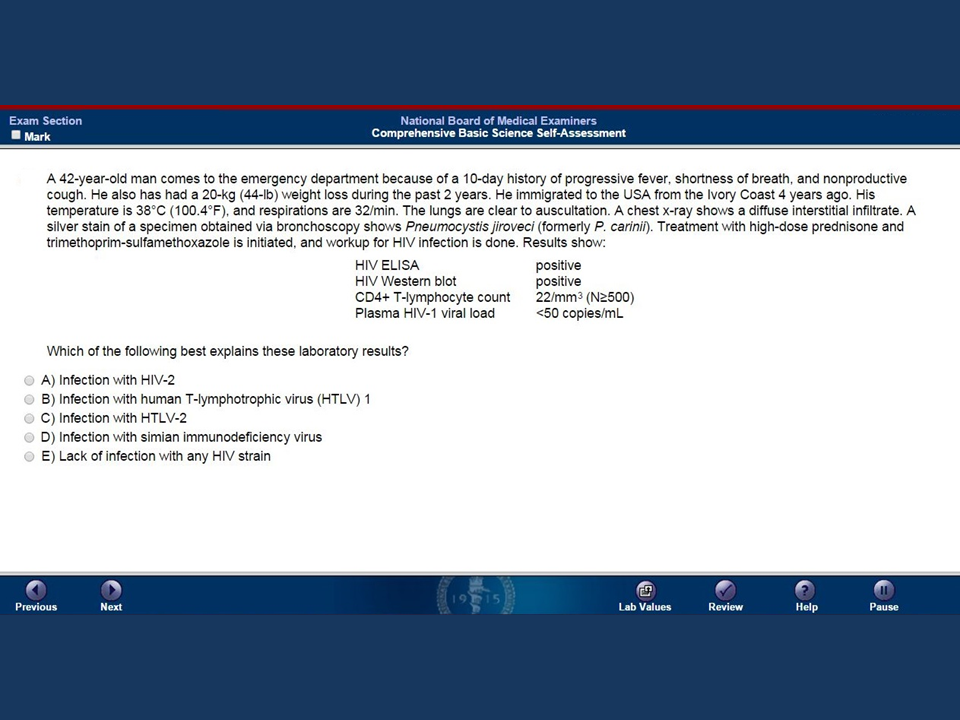 Exam Section
Mark
National Board of Medical Examiners
Comprehensive Basic Science Self-Assessment
A 42-year-old man comes to the emergency department because of a 10-day history of progressive fever, shortness of breath, and nonproductive
cough. He also has had a 20-kg (44-lb) weight loss during the past 2 years. He immigrated to the USA from the Ivory Coast 4 years ago. His
temperature is 38°C (100.4°F), and respirations are 32/min. The lungs are clear to auscultation. A chest x-ray shows a diffuse interstitial infiltrate. A
silver stain of a specimen obtained via bronchoscopy shows Pneumocystis jiroveci (formerly P. carinii). Treatment with high-dose prednisone and
trimethoprim-sulfamethoxazole is initiated, and workup for HIV infection is done. Results show:
HIV ELISA positive
HIV Western blot positive
CD4+ T-lymphocyte count 22/mm³ (N≥500)
Plasma HIV-1 viral load <50 copies/mL
Which of the following best explains these laboratory results?
A) Infection with HIV-2
B) Infection with human T-lymphotrophic virus (HTLV) 1
C) Infection with HTLV-2
D) Infection with simian immunodeficiency virus
E) Lack of infection with any HIV strain
1915
Previous Next Lab Values Review Help Pause